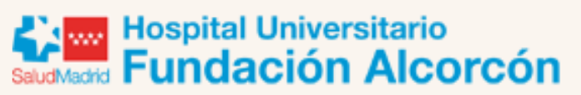 SaludMadrid
Hospital Universitario
Fundación Alcorcón